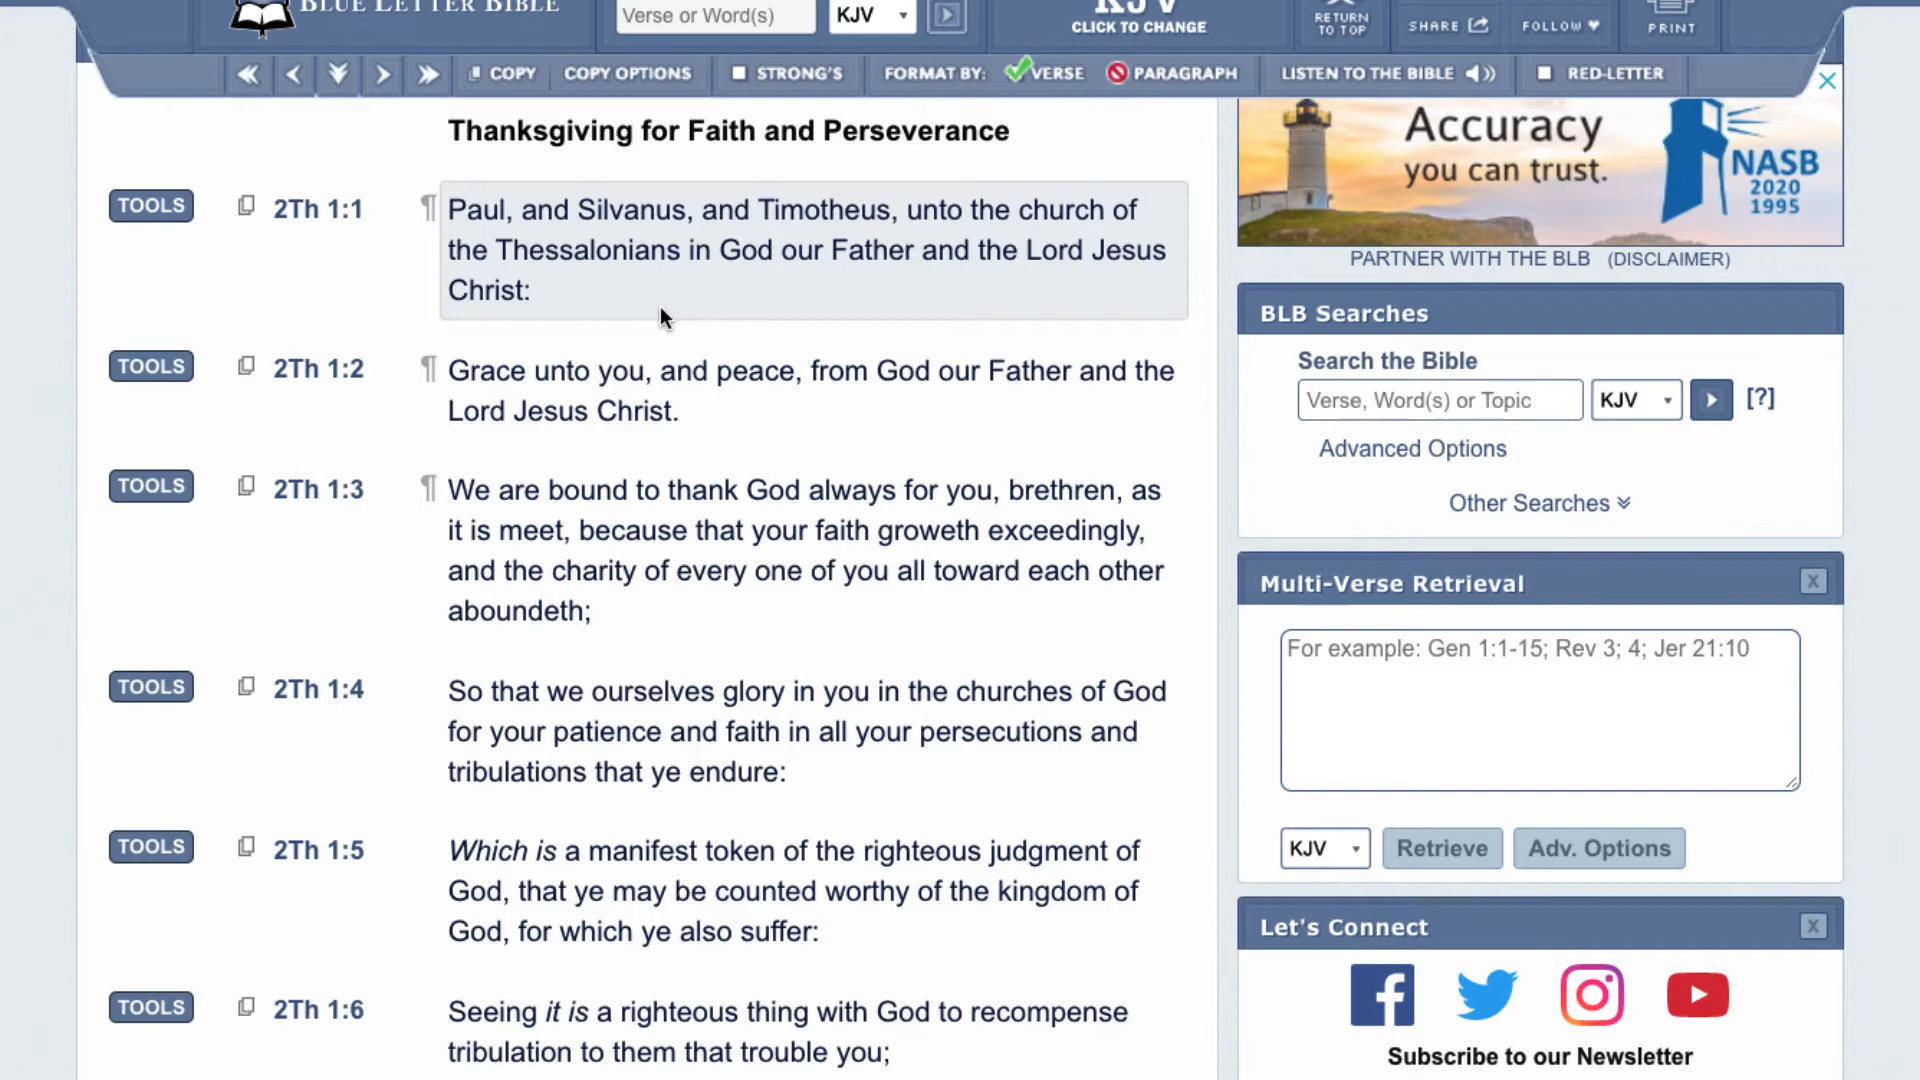 BLUE LETTER BIBLE
Verse or Word(s)
KJV
KJV
CLICK TO CHANGE
RETURN
TO TOP
SHARE
FOLLOW
PRINT
COPY
COPY OPTIONS
STRONG'S
FORMAT BY:
VERSE
PARAGRAPH
LISTEN TO THE BIBLE
RED-LETTER
Thanksgiving for Faith and Perseverance
TOOLS
2Th 1:1
¶ Paul, and Silvanus, and Timotheus, unto the church of
the Thessalonians in God our Father and the Lord Jesus
Christ:
TOOLS
2Th 1:2
¶ Grace unto you, and peace, from God our Father and the
Lord Jesus Christ.
TOOLS
2Th 1:3
¶ We are bound to thank God always for you, brethren, as
it is meet, because that your faith groweth exceedingly,
and the charity of every one of you all toward each other
aboundeth;
TOOLS
2Th 1:4
So that we ourselves glory in you in the churches of God
for your patience and faith in all your persecutions and
tribulations that ye endure:
TOOLS
2Th 1:5
Which is a manifest token of the righteous judgment of
God, that ye may be counted worthy of the kingdom of
God, for which ye also suffer:
TOOLS
2Th 1:6
Seeing it is a righteous thing with God to recompense
tribulation to them that trouble you;
Accuracy
you can trust.
NASB
2020
1995
PARTNER WITH THE BLB (DISCLAIMER)
BLB Searches
Search the Bible
Verse, Word(s) or Topic
KJV
[?]
Advanced Options
Other Searches
Multi-Verse Retrieval
X
For example: Gen 1:1-15; Rev 3; 4; Jer 21:10
KJV
Retrieve
Adv. Options
Let's Connect
X
Subscribe to our Newsletter